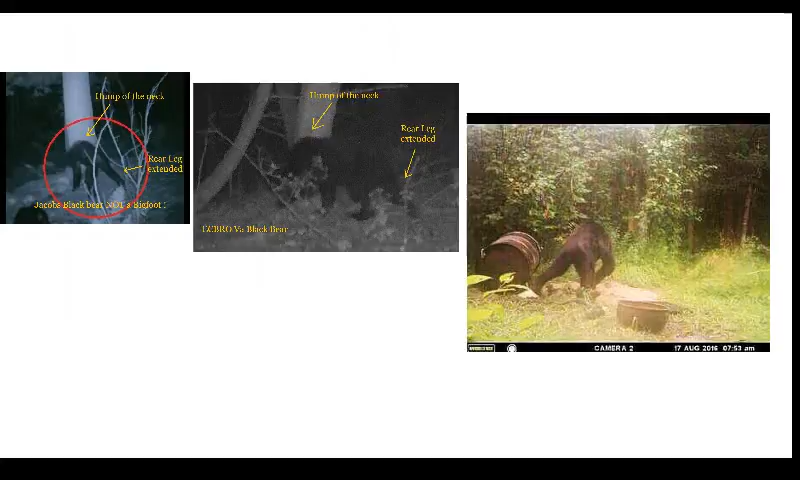 Hump of the neck
Rear Leg
extended
Jacobs Black bear NOT a Bigfoot !
Hump of the neck
Rear Leg
extended
Va Black Bear
CAMERA 2 17 AUG 2016 07:53 am